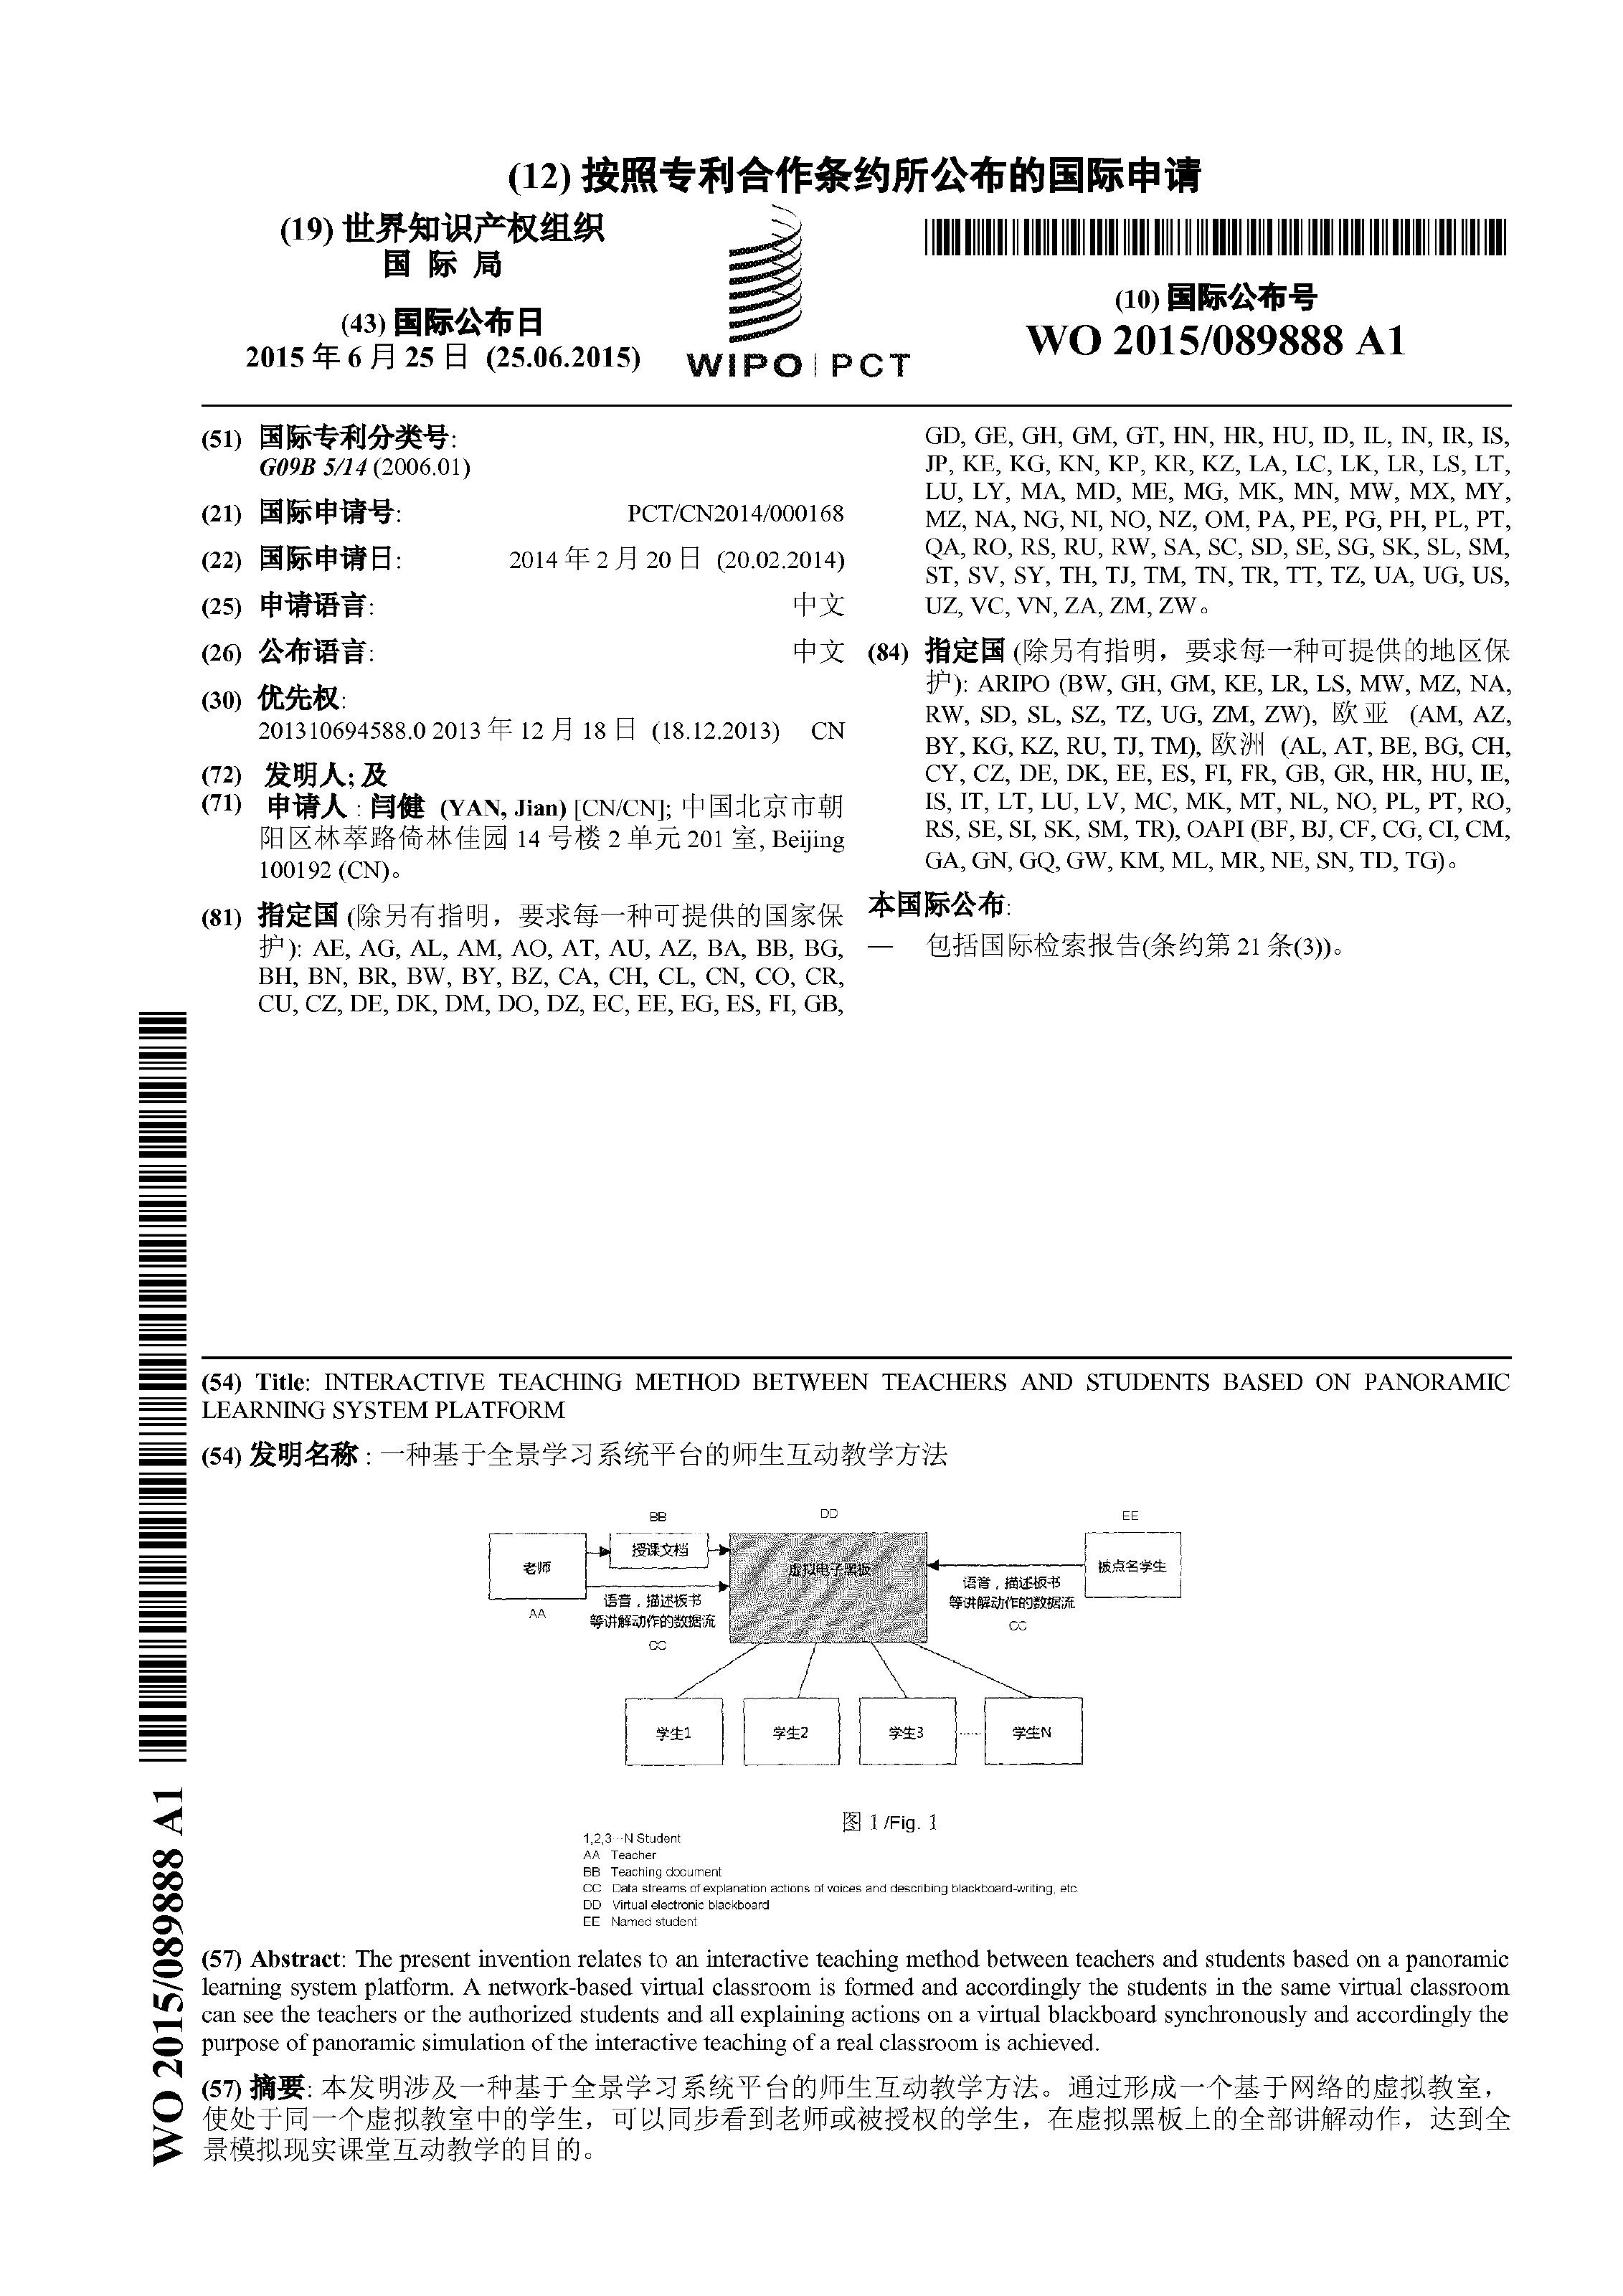 (12) 按照专利合作条约所公布的国际申请
(19) 世界知识产权组织
国 际 局
(43) 国际公布日
2015 年 6 月 25 日 (25.06.2015)
WIPO | PCT
(10) 国际公布号
WO 2015/089888 A1
(51) 国际专利分类号:
G09B 5/14 (2006.01)
(21) 国际申请号: PCT/CN2014/000168
(22) 国际申请日: 2014 年 2 月 20 日 (20.02.2014)
(25) 申请语言: 中文
(26) 公布语言: 中文
(30) 优先权:
201310694588.0 2013 年 12 月 18 日 (18.12.2013) CN
(72) 发明人; 及
(71) 申请人 : 闫健 (YAN, Jian) [CN/CN]; 中国北京市朝
阳区林萃路倚林佳园 14 号楼 2 单元 201 室, Beijing
100192 (CN)。
(81) 指定国 (除另有指明，要求每一种可提供的国家保
护): AE, AG, AL, AM, AO, AT, AU, AZ, BA, BB, BG,
BH, BN, BR, BW, BY, BZ, CA, CH, CL, CN, CO, CR,
CU, CZ, DE, DK, DM, DO, DZ, EC, EE, EG, ES, FI, GB,
GD, GE, GH, GM, GT, HN, HR, HU, ID, IL, IN, IR, IS,
JP, KE, KG, KN, KP, KR, KZ, LA, LC, LK, LR, LS, LT,
LU, LY, MA, MD, ME, MG, MK, MN, MW, MX, MY,
MZ, NA, NG, NI, NO, NZ, OM, PA, PE, PG, PH, PL, PT,
QA, RO, RS, RU, RW, SA, SC, SD, SE, SG, SK, SL, SM,
ST, SV, SY, TH, TJ, TM, TN, TR, TT, TZ, UA, UG, US,
UZ, VC, VN, ZA, ZM, ZW。
(84) 指定国 (除另有指明，要求每一种可提供的地区保
护): ARIPO (BW, GH, GM, KE, LR, LS, MW, MZ, NA,
RW, SD, SL, SZ, TZ, UG, ZM, ZW), 欧亚 (AM, AZ,
BY, KG, KZ, RU, TJ, TM), 欧洲 (AL, AT, BE, BG, CH,
CY, CZ, DE, DK, EE, ES, FI, FR, GB, GR, HR, HU, IE,
IS, IT, LT, LU, LV, MC, MK, MT, NL, NO, PL, PT, RO,
RS, SE, SI, SK, SM, TR), OAPI (BF, BJ, CF, CG, CI, CM,
GA, GN, GQ, GW, KM, ML, MR, NE, SN, TD, TG)。
本国际公布:
— 包括国际检索报告(条约第 21 条(3))。
(54) Title: INTERACTIVE TEACHING METHOD BETWEEN TEACHERS AND STUDENTS BASED ON PANORAMIC
LEARNING SYSTEM PLATFORM
(54) 发明名称 : 一种基于全景学习系统平台的师生互动教学方法
BB DD EE
老师
授课文档
虚拟电子黑板
被点名学生
AA
语音，描述板书
等讲解动作的数据流
CC
语音，描述板书
等讲解动作的数据流
CC
学生1 学生2 学生3 ...... 学生N
图 1 /Fig. 1
1,2,3···N Student
AA Teacher
BB Teaching document
CC Data streams of explanation actions of voices and describing blackboard-writing, etc.
DD Virtual electronic blackboard
EE Named student
(57) Abstract: The present invention relates to an interactive teaching method between teachers and students based on a panoramic
learning system platform. A network-based virtual classroom is formed and accordingly the students in the same virtual classroom
can see the teachers or the authorized students and all explaining actions on a virtual blackboard synchronously and accordingly the
purpose of panoramic simulation of the interactive teaching of a real classroom is achieved.
(57) 摘要: 本发明涉及一种基于全景学习系统平台的师生互动教学方法。通过形成一个基于网络的虚拟教室，
使处于同一个虚拟教室中的学生，可以同步看到老师或被授权的学生，在虚拟黑板上的全部讲解动作，达到全
景模拟现实课堂互动教学的目的。
WO 2015/089888 A1